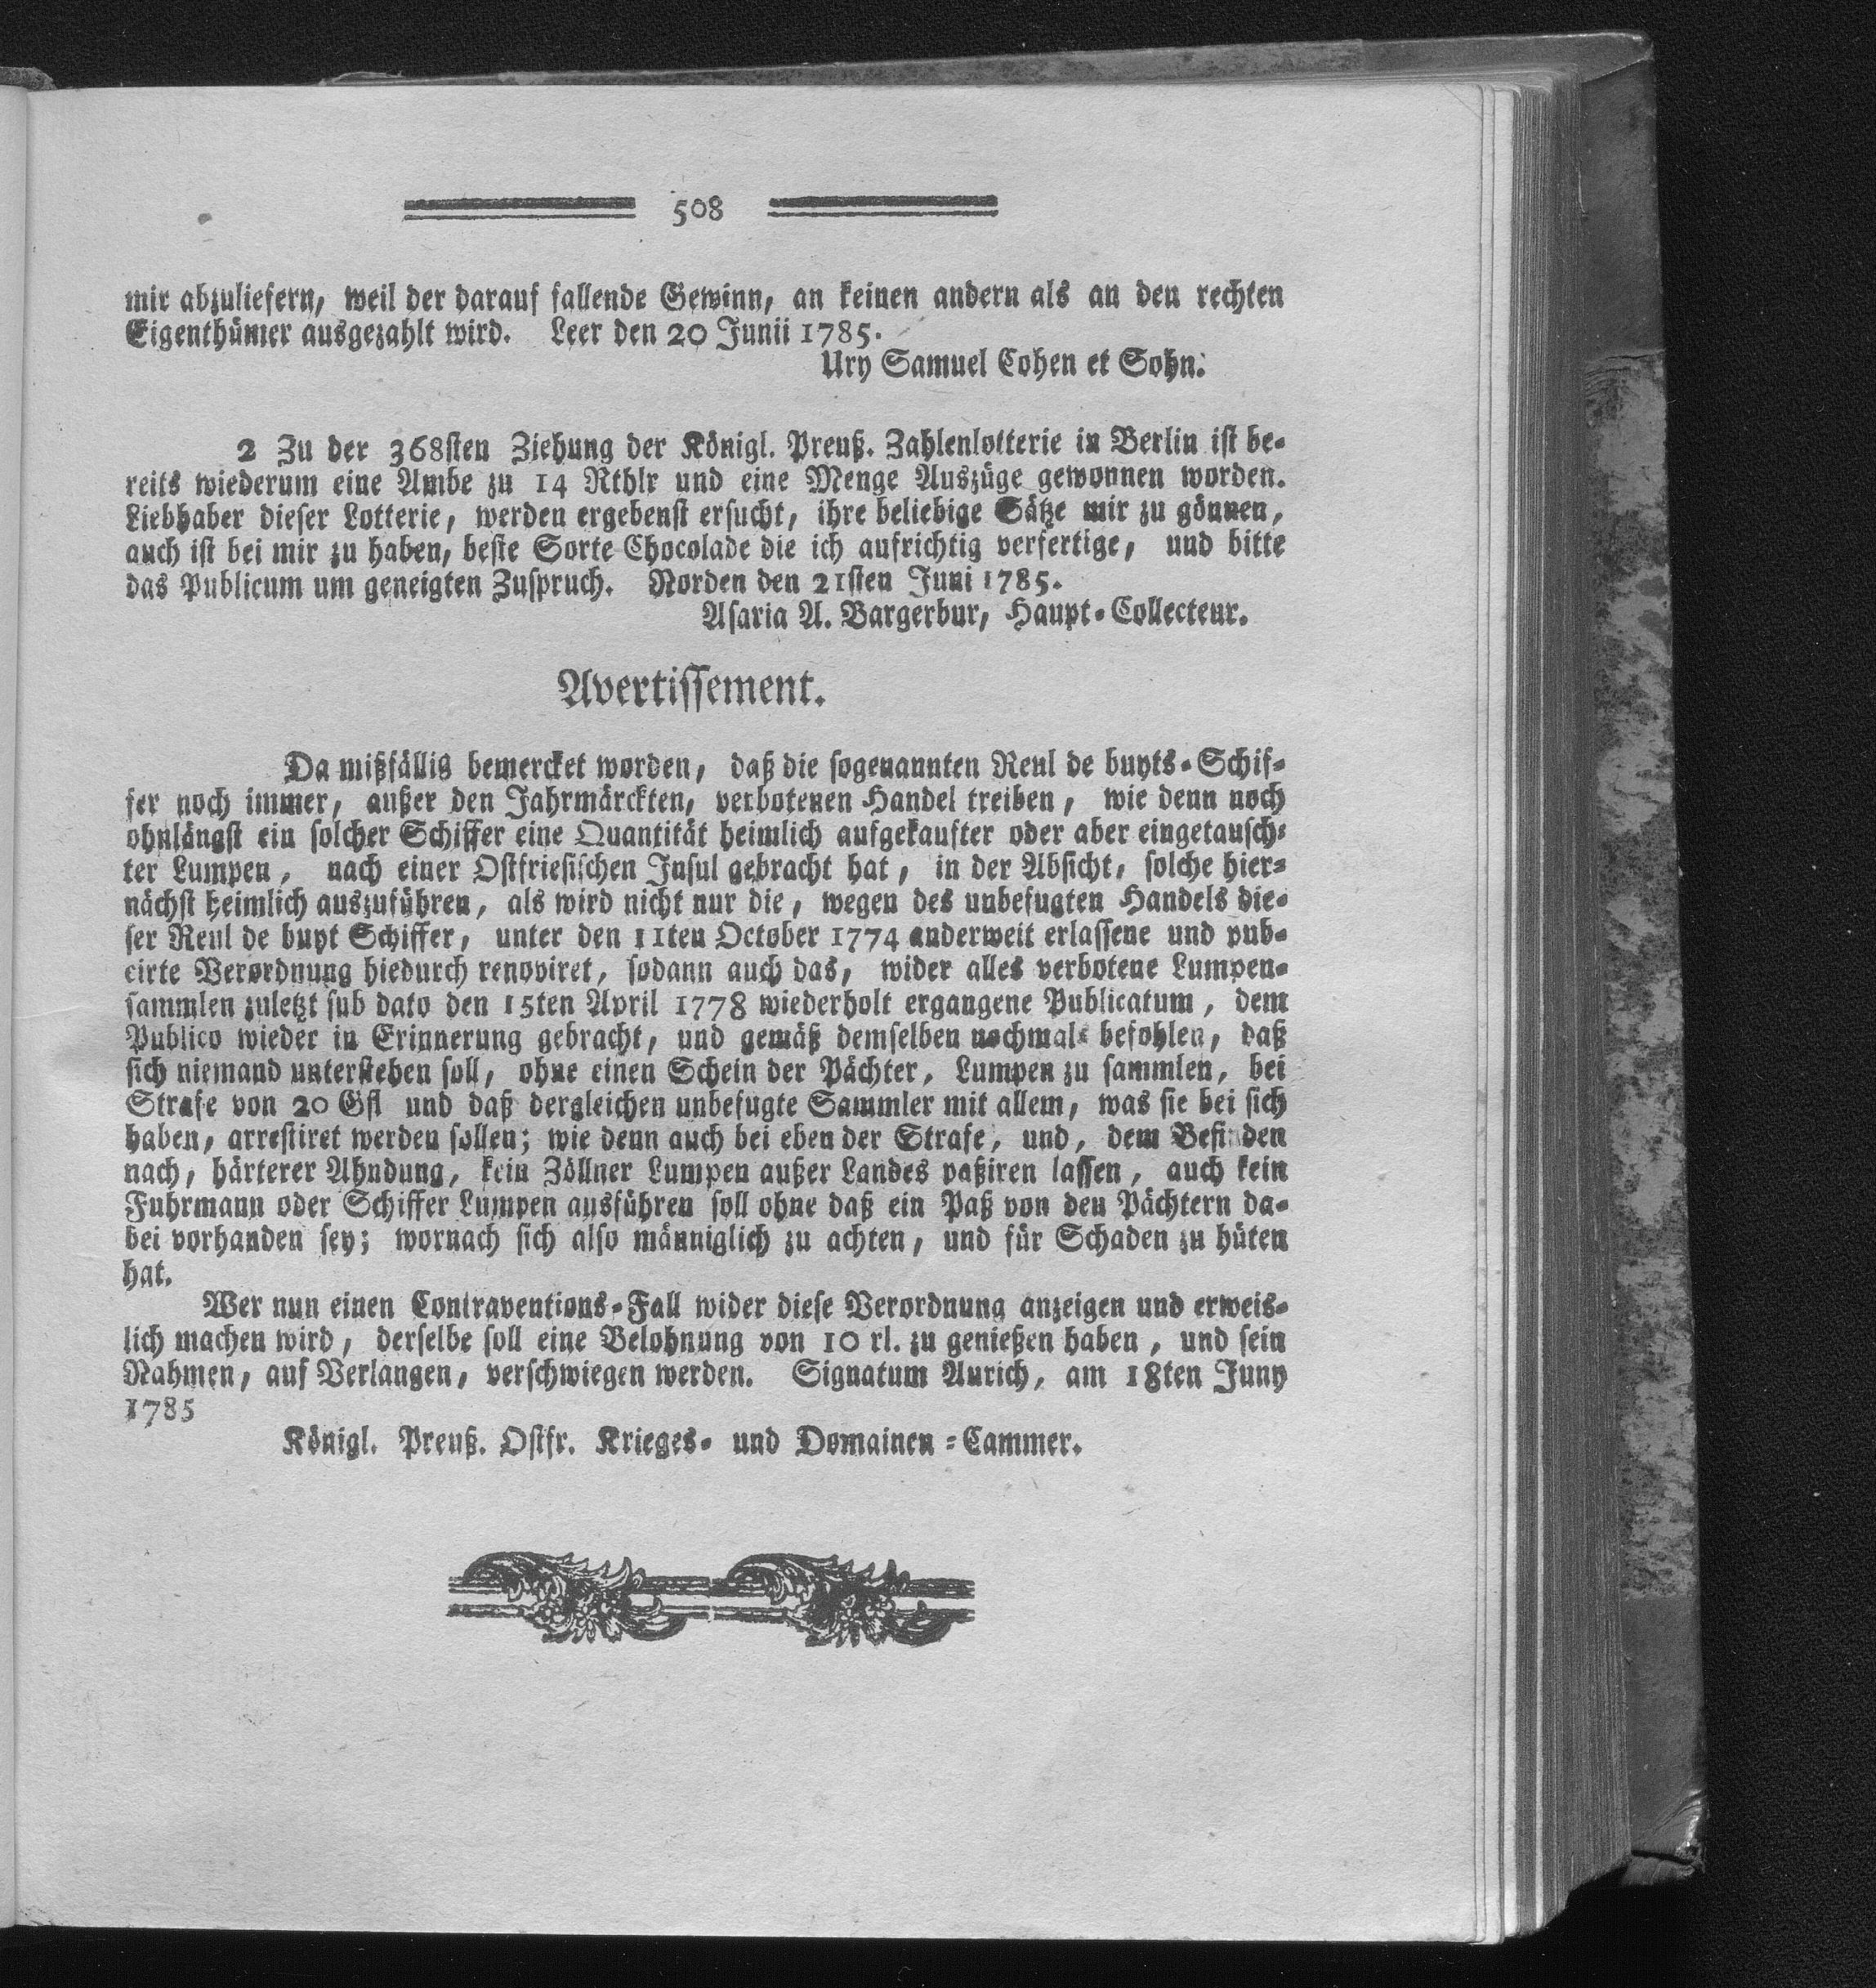 508
mir abzuliefern, weil der darauf fallende Gewinn, an keinen andern als an den rechten
Eigenthümer ausgezahlt wird. Leer den 20 Junii 1785.
Ury Samuel Cohen et Sohn.
2 Zu der 368sten Ziehung der Königl. Preuß. Zahlenlotterie in Berlin ist be-
reits wiederum eine Ambe zu 14 Rthlr und eine Menge Auszüge gewonnen worden.
Liebhaber dieser Lotterie, werden ergebenst ersucht, ihre beliebige Sätze mir zu gönnen,
auch ist bei mir zu haben, beste Sorte Chocolade die ich aufrichtig verfertige, und bitte
das Publicum um geneigten Zuspruch. Norden den 21sten Juni 1785.
Asaria A. Bargerbur, Haupt-Collecteur.
Avertissement.
Da mißfällig bemercket worden, daß die sogenannten Reul de buyts-Schif-
fer noch immer, außer den Jahrmärckten, verbotenen Handel treiben, wie denn noch
ohnlängst ein solcher Schiffer eine Quantität heimlich aufgekaufter oder aber eingetausch-
ter Lumpen, nach einer Ostfriesischen Insul gebracht hat, in der Absicht, solche hier-
nächst heimlich auszuführen, als wird nicht nur die, wegen des unbefugten Handels die-
ser Reul de buyt Schiffer, unter den 11ten October 1774 anderweit erlassene und pub-
cirte Verordnung hiedurch renoviret, sodann auch das, wider alles verbotene Lumpen-
sammlen zuletzt sub dato den 15ten April 1778 wiederholt ergangene Publicatum, dem
Publico wieder in Erinnerung gebracht, und gemäß demselben nochmals befohlen, daß
sich niemand unterstehen soll, ohne einen Schein der Pächter, Lumpen zu sammlen, bei
Strafe von 20 Gfl und daß dergleichen unbefugte Sammler mit allem, was sie bei sich
haben, arrestiret werden sollen; wie denn auch bei eben der Strafe, und, dem Befinden
nach, härterer Ahndung, kein Zöllner Lumpen außer Landes paßiren lassen, auch kein
Fuhrmann oder Schiffer Lumpen ausführen soll ohne daß ein Paß von den Pächtern da-
bei vorhanden sey; wornach sich also männiglich zu achten, und für Schaden zu hüten
hat.
Wer nun einen Contraventions-Fall wider diese Verordnung anzeigen und erweis-
lich machen wird, derselbe soll eine Belohnung von 10 rl. zu genießen haben, und sein
Nahmen, auf Verlangen, verschwiegen werden. Signatum Aurich, am 18ten Juny
1785
Königl. Preuß. Ostfr. Krieges- und Domainen-Cammer.